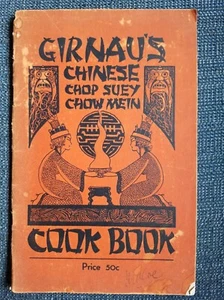 GIRNAU'S
CHINESE
CHOP SUEY
CHOW MEIN
COOK BOOK
Price 50c